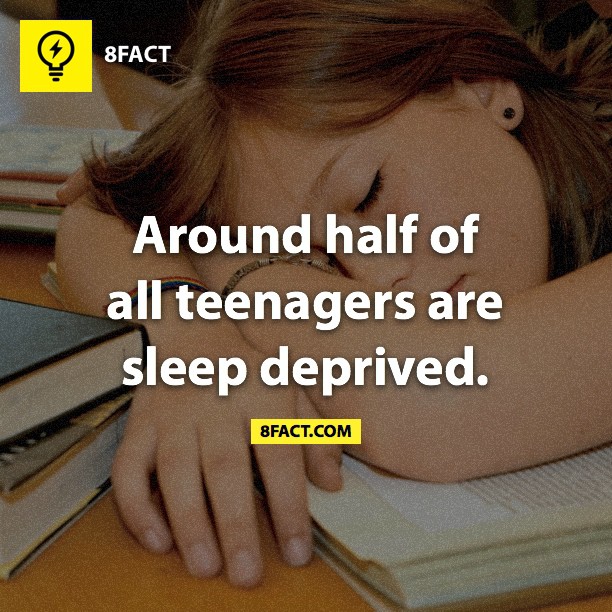 8FACT
Around half of
all teenagers are
sleep deprived.
8FACT.COM